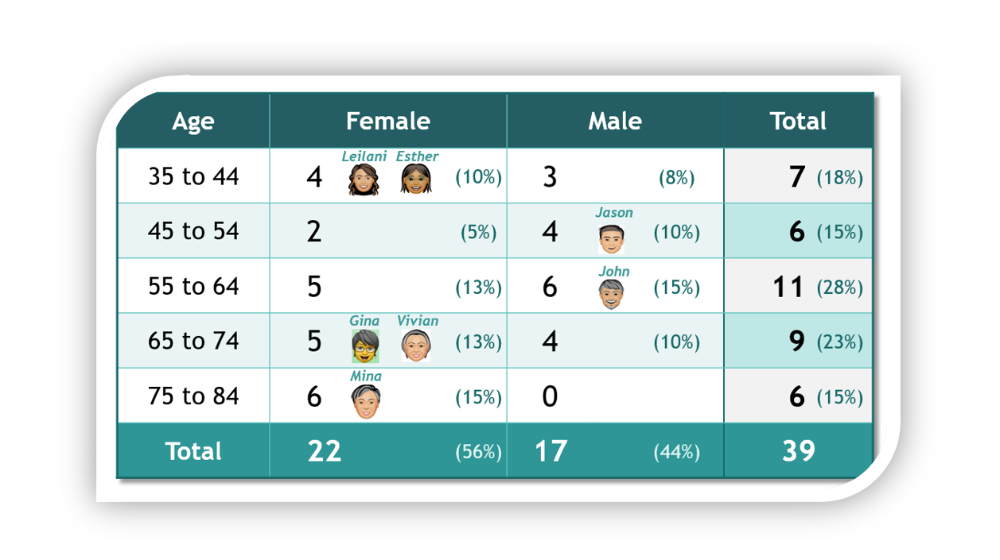 Age Female Male Total
Leilani Esther
35 to 44 4 (10%) 3 (8%) 7 (18%)
Jason
45 to 54 2 (5%) 4 (10%) 6 (15%)
John
55 to 64 5 (13%) 6 (15%) 11 (28%)
Gina Vivian
65 to 74 5 (13%) 4 (10%) 9 (23%)
Mina
75 to 84 6 (15%) 0 6 (15%)
Total 22 (56%) 17 (44%) 39